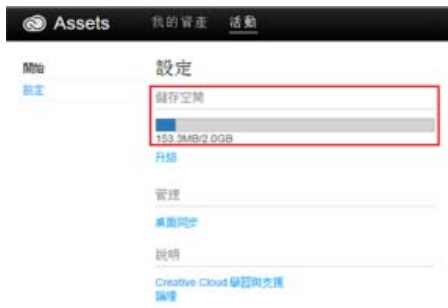 Assets 我的資產 活動
開始
設定
設定
儲存空間
153.3MB/2.0GB
升級
管理
桌面同步
說明
Creative Cloud 學習與支援
論壇